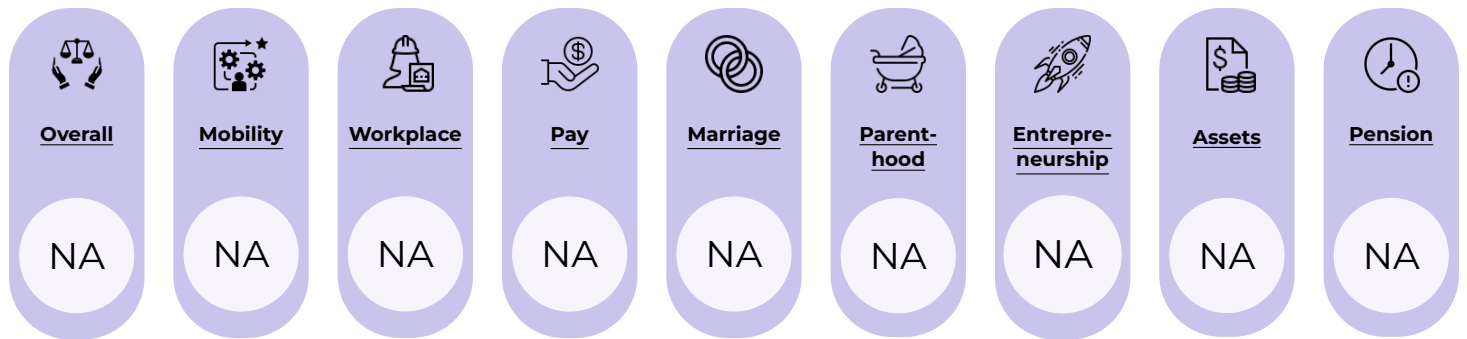 Overall
Mobility
Workplace
Pay
Marriage
Parent-
hood
Entrepre-
neurship
Assets
Pension
NA
NA
NA
NA
NA
NA
NA
NA
NA